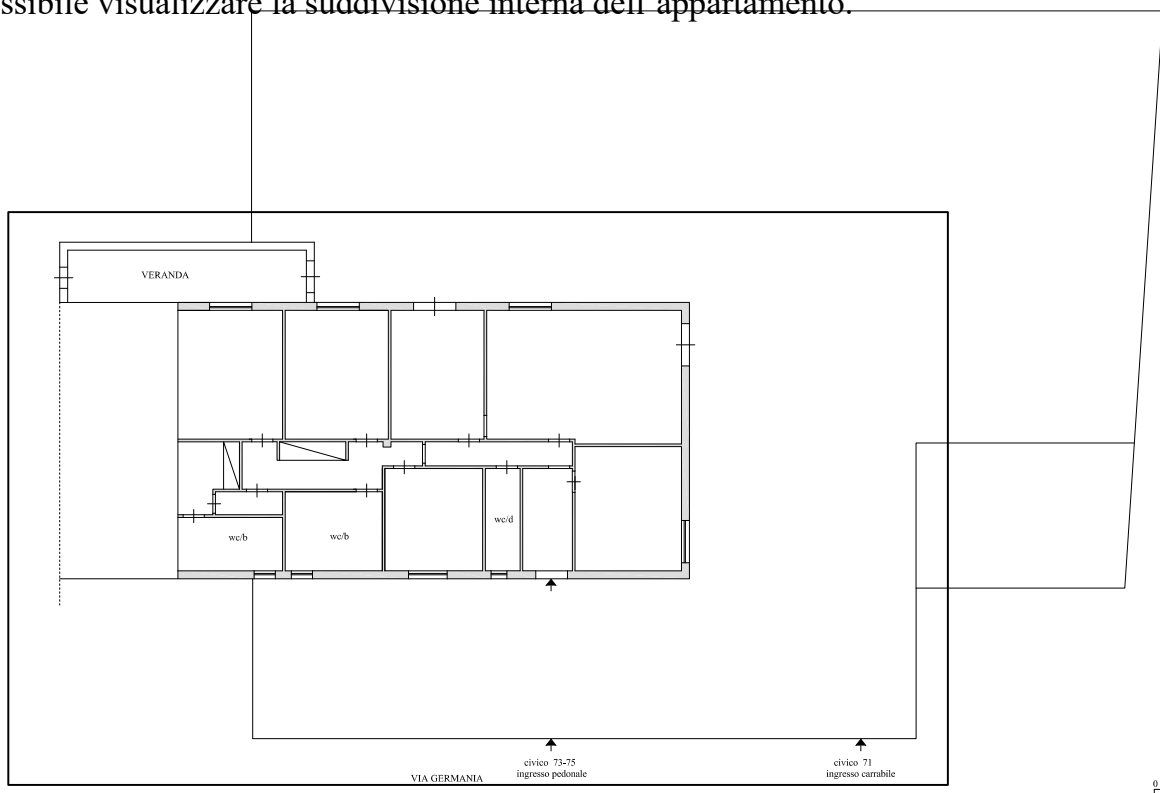 ssibile visualizzare la suddivisione interna dell'appartamento.
VERANDA
wc/d
wc/b
wc/b
civico 73-75
ingresso pedonale
civico 71
ingresso carrabile
VIA GERMANIA
0